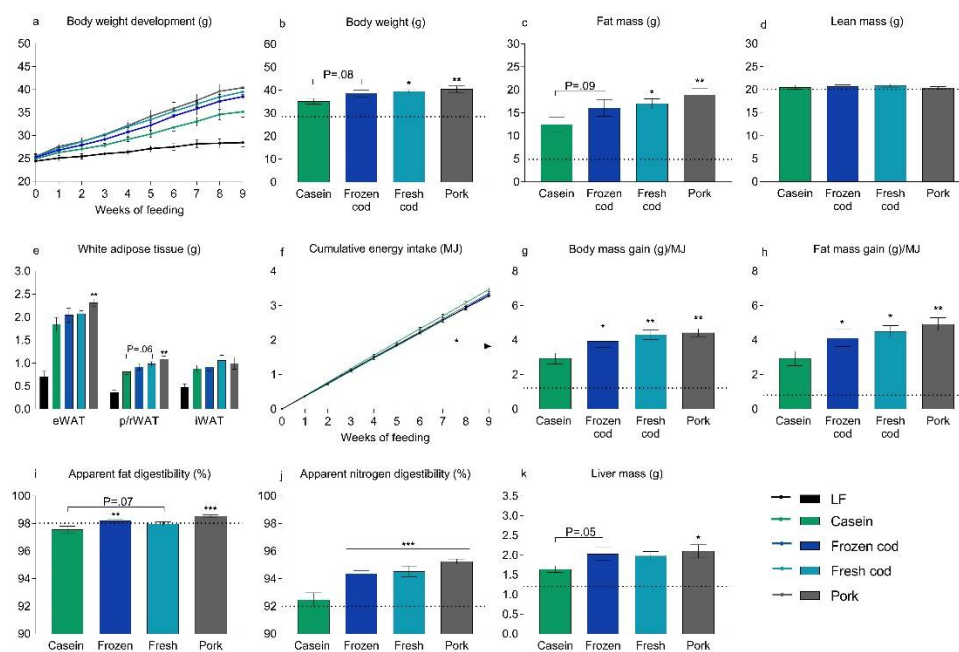 a Body weight development (g)
50
45
40
35
30
25
20
0 1 2 3 4 5 6 7 8 9
Weeks of feeding
b Body weight (g)
60
50
40
30
20
10
0
P=.08
*
**
Casein Frozen cod Fresh cod Pork
c Fat mass (g)
30
25
20
15
10
5
0
P=.09
*
**
Casein Frozen cod Fresh cod Pork
d Lean mass (g)
30
25
20
15
10
5
0
Casein Frozen cod Fresh cod Pork
e White adipose tissue (g)
3.0
2.5
2.0
1.5
1.0
0.5
0.0
**
P=.06
**
eWAT p/rWAT iWAT
f Cumulative energy intake (MJ)
4
3
2
1
0
*
0 1 2 3 4 5 6 7 8 9
Weeks of feeding
g Body mass gain (g)/MJ
8
6
4
2
0
*
**
**
Casein Frozen cod Fresh cod Pork
h Fat mass gain (g)/MJ
8
6
4
2
0
*
*
**
Casein Frozen cod Fresh cod Pork
i Apparent fat digestibility (%)
100
98
96
94
92
90
P=.07
**
***
Casein Frozen Fresh Pork
j Apparent nitrogen digestibility (%)
100
98
96
94
92
90
***
Casein Frozen Fresh Pork
k Liver mass (g)
3.5
3.0
2.5
2.0
1.5
1.0
0.5
0.0
P=.05
*
Casein Frozen cod Fresh cod Pork
LF
Casein
Frozen cod
Fresh cod
Pork